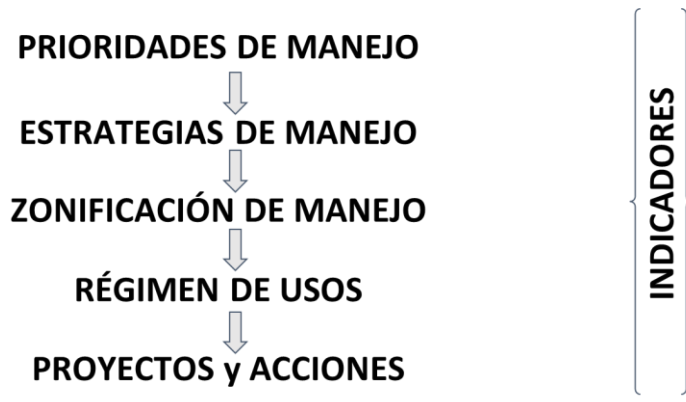 PRIORIDADES DE MANEJO
ESTRATEGIAS DE MANEJO
ZONIFICACIÓN DE MANEJO
RÉGIMEN DE USOS
PROYECTOS y ACCIONES
INDICADORES